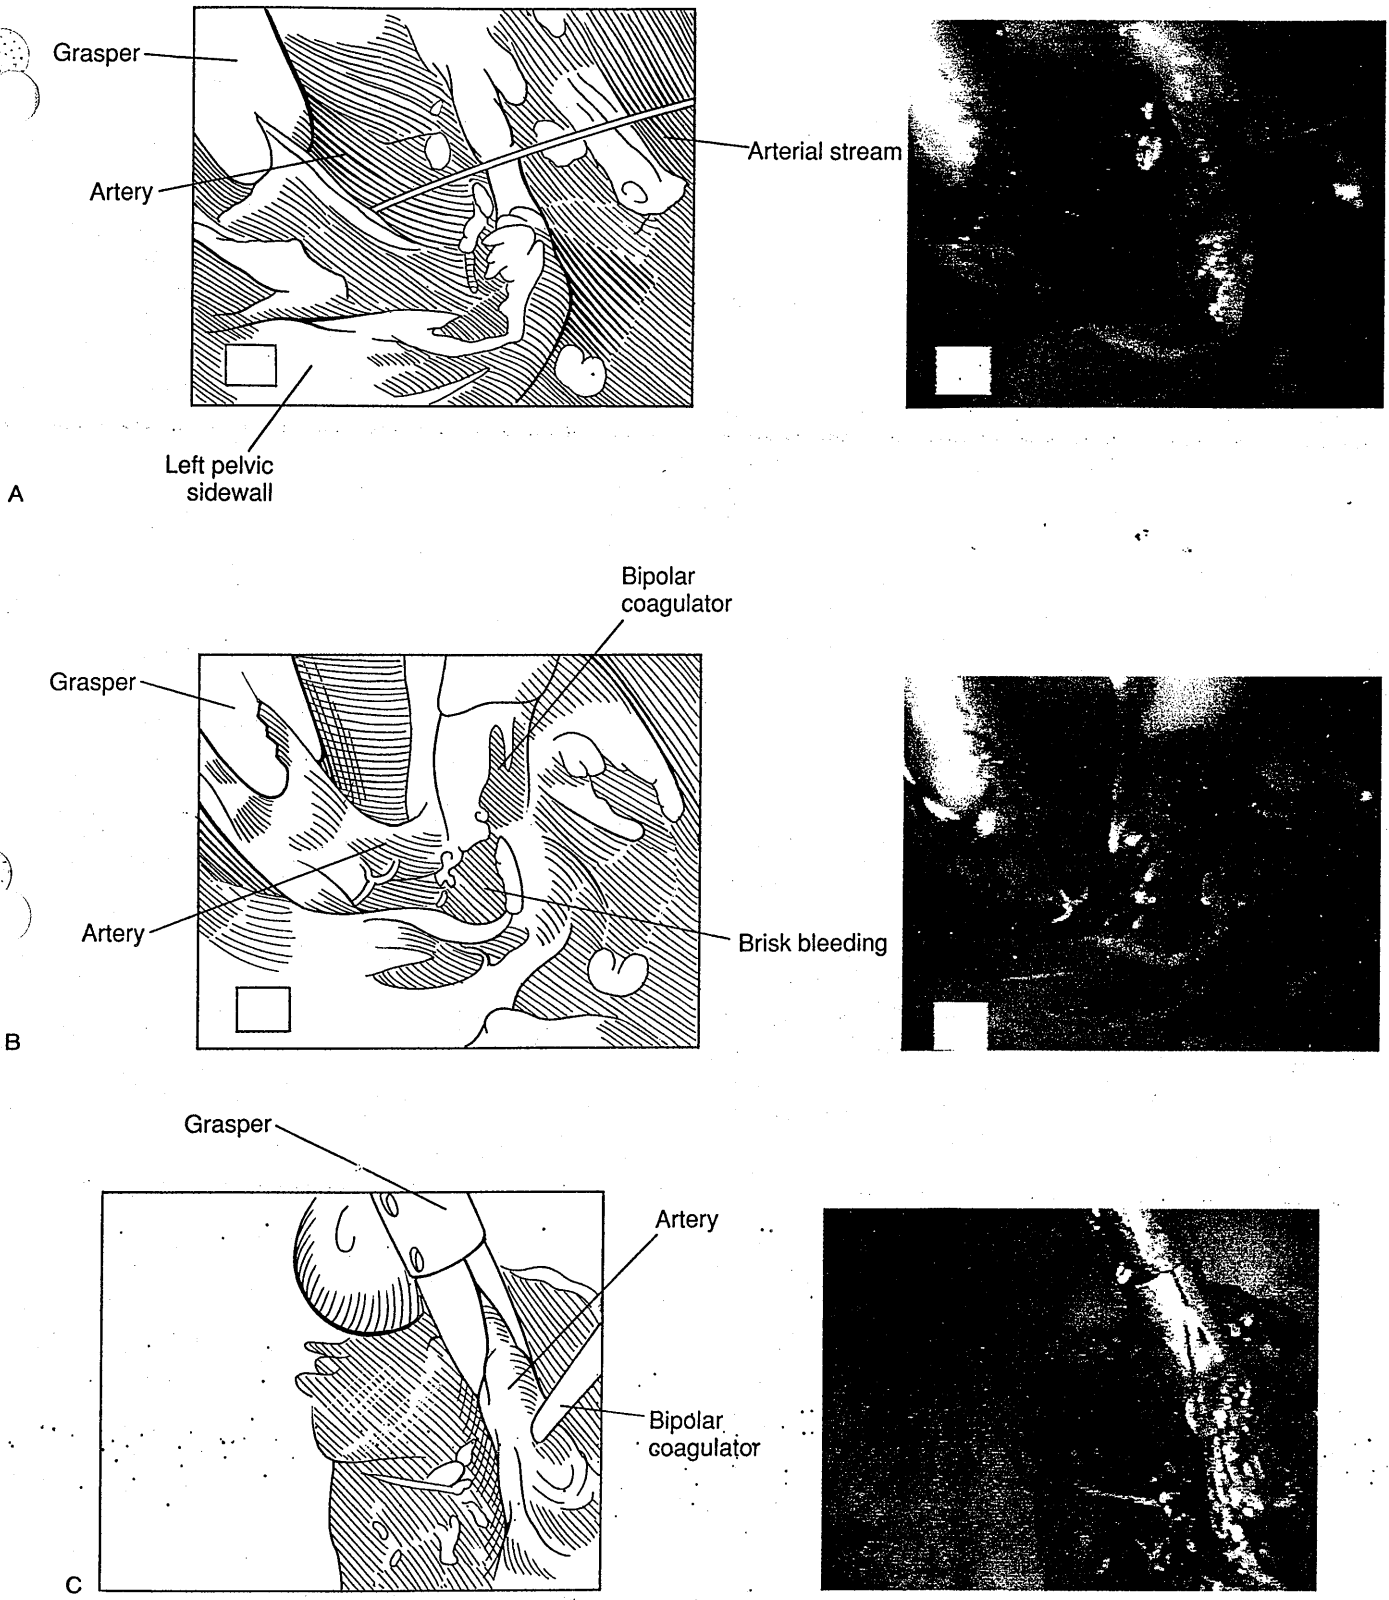 Grasper
Arterial stream
Artery
Left pelvic
sidewall
A
Bipolar
coagulator
Grasper
Artery
Brisk bleeding
B
Grasper
Artery
Bipolar
coagulator
C